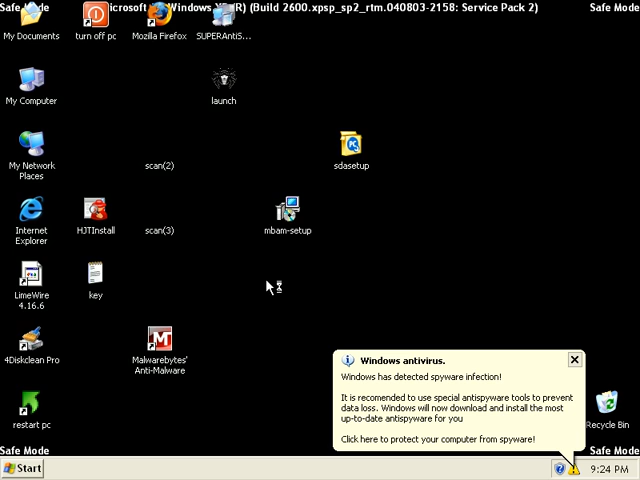 Safe Mode
Microsoft (R) Windows XP (R) (Build 2600.xpsp_sp2_rtm.040803-2158: Service Pack 2)
Safe Mode
My Documents
turn off pc
Mozilla Firefox
SUPERAntiS...
My Computer
launch
My Network
Places
scan(2)
sdasetup
Internet
Explorer
HJTInstall
scan(3)
mbam-setup
LimeWire
4.16.6
key
4Diskclean Pro
Malwarebytes'
Anti-Malware
restart pc
Recycle Bin
Windows antivirus.
Windows has detected spyware infection!
It is recomended to use special antispyware tools to prevent
data loss. Windows will now download and install the most
up-to-date antispyware for you
Click here to protect your computer from spyware!
Safe Mode
Safe Mode
Start
9:24 PM